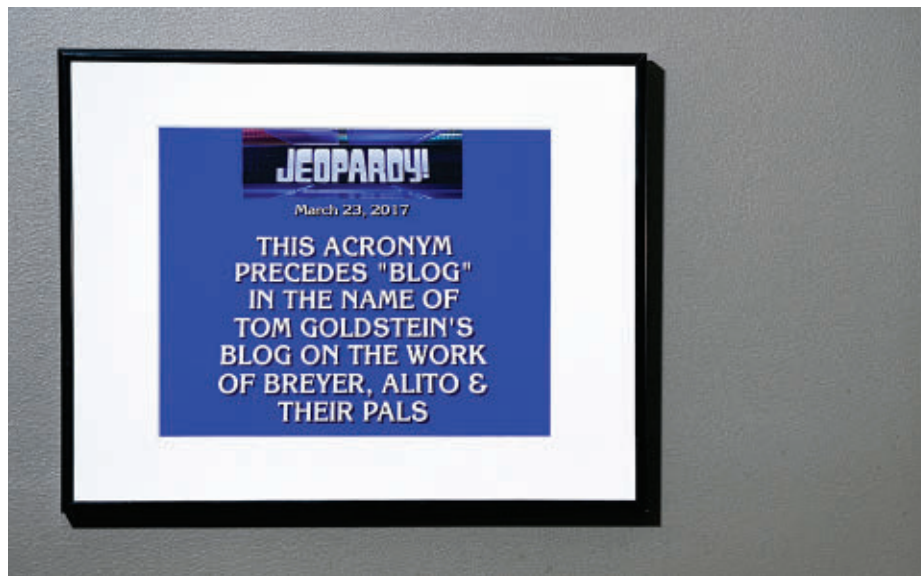 JEOPARDY!
March 23, 2017
THIS ACRONYM
PRECEDES "BLOG"
IN THE NAME OF
TOM GOLDSTEIN'S
BLOG ON THE WORK
OF BREYER, ALITO &
THEIR PALS